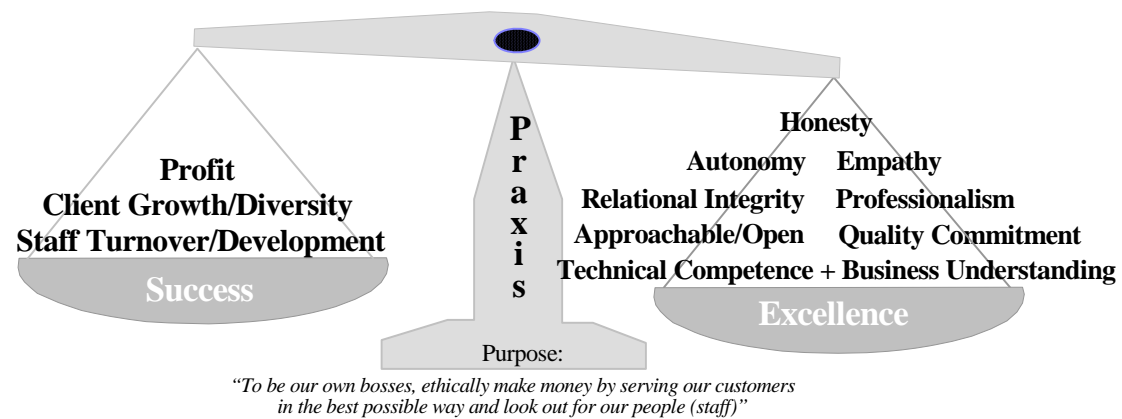 Praxis
Profit
Client Growth/Diversity
Staff Turnover/Development
Success
Honesty
Autonomy Empathy
Relational Integrity Professionalism
Approachable/Open Quality Commitment
Technical Competence + Business Understanding
Excellence
Purpose:
“To be our own bosses, ethically make money by serving our customers
in the best possible way and look out for our people (staff)”